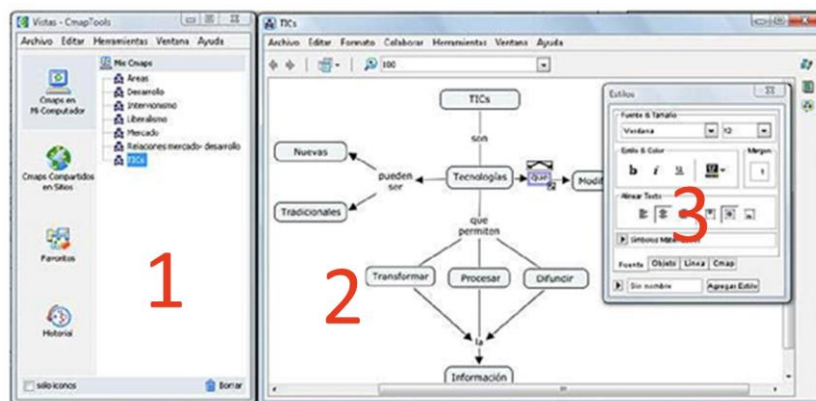 Vistas - CmapTools
Archivo Editar Herramientas Ventana Ayuda
Cmaps en
Mi Computador
Cmaps Compartidos
en Sitios
Favoritos
Historial
Mis Cmaps
Areas
Desarrollo
Liberalismo
Mercado
Relaciones mercado- desarrollo
TICs
1
sólo iconos
Borrar
TICs
Archivo Editar Formato Colaborar Herramientas Ventana Ayuda
100
TICs
son
Nuevas
pueden
ser
Tecnologías
que
Tradicionales
que
permiten
Transformar
Procesar
Difundir
2
la
Información
Estilos
Fuente & Tamaño
Verdana
12
Estilo & Color
Margen
b i u
1
Alinear Texto
3
Fuente Objeto Línea Cmap
Sin nombre
Agregar Estilo